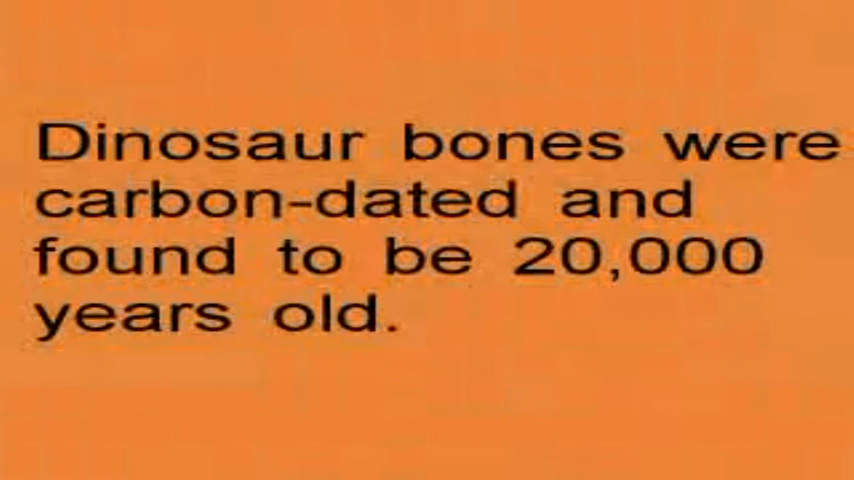 Dinosaur bones were
carbon-dated and
found to be 20,000
years old.